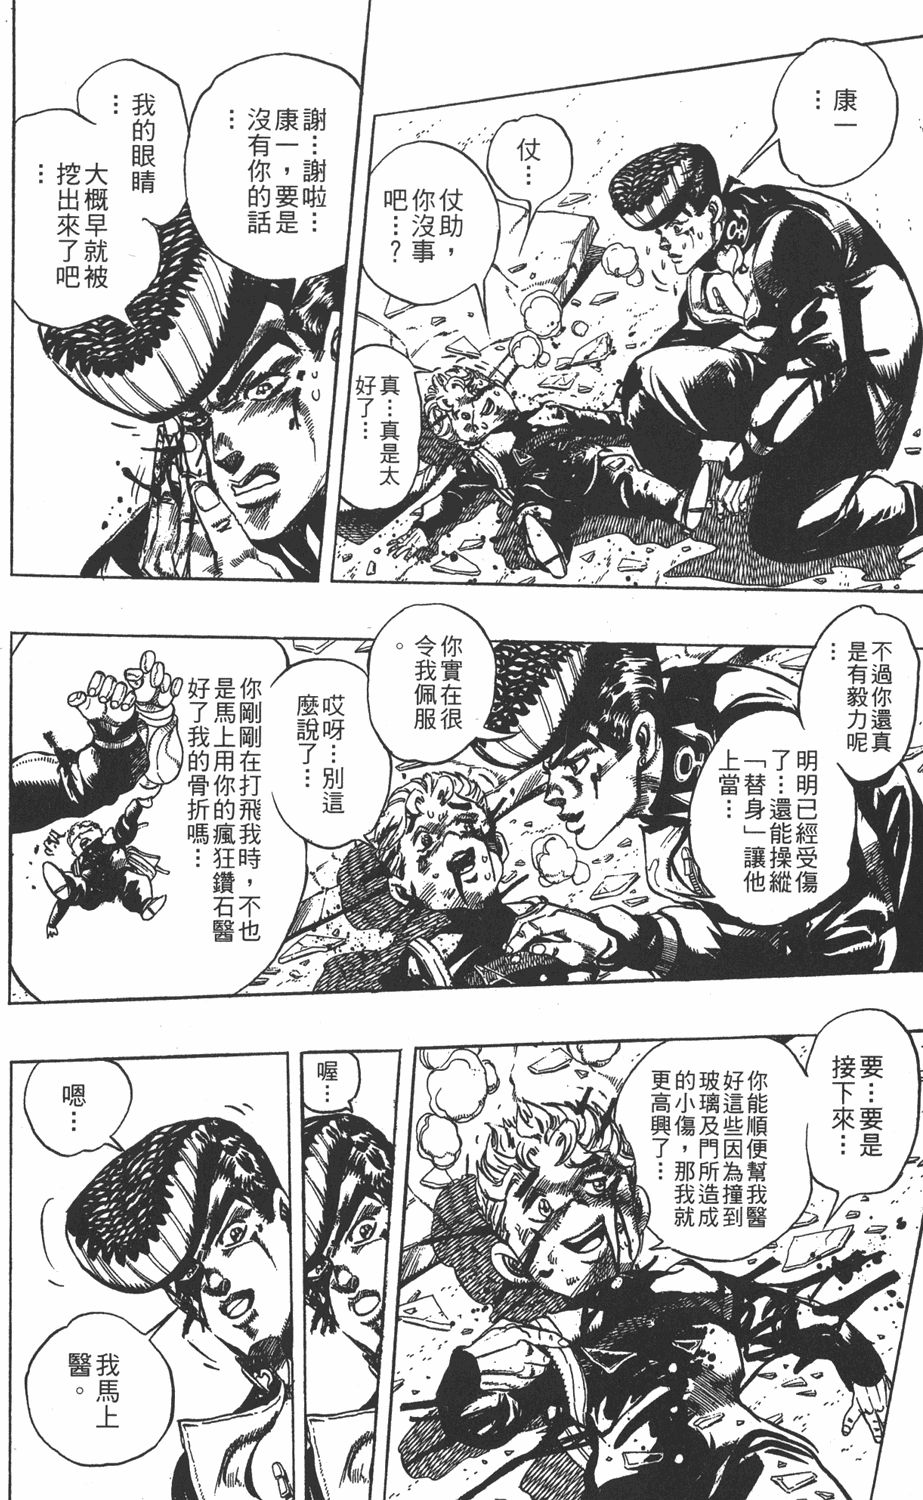 康一
…
仗…
仗助，
你沒事
吧…？
真…真是太
好了…
謝…謝啦…
康一，要是
沒有你的話
…
我的眼睛
…
大概早就被
挖出來了吧
…
不過你還真
是有毅力呢
…
明明已經受傷
了…還能操縱
「替身」讓他
上當…
你實在很
令我佩服
。
哎呀…別這
麼說了…
你剛剛在打飛我時，不也
是馬上用你的瘋狂鑽石醫
好了我的骨折嗎…
要…要是
接下來…
你能順便幫我醫
好這些因為撞到
玻璃及門所造成
的小傷，那我就
更高興了…
喔…
嗯…
我馬上
醫。